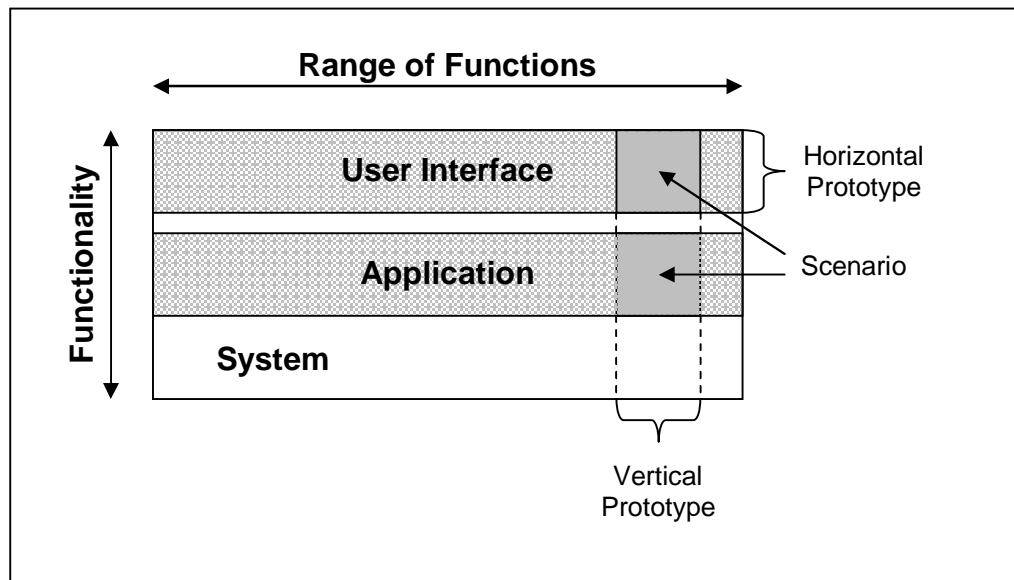 Range of Functions
Functionality
User Interface
Horizontal
Prototype
Scenario
Application
System
Vertical
Prototype